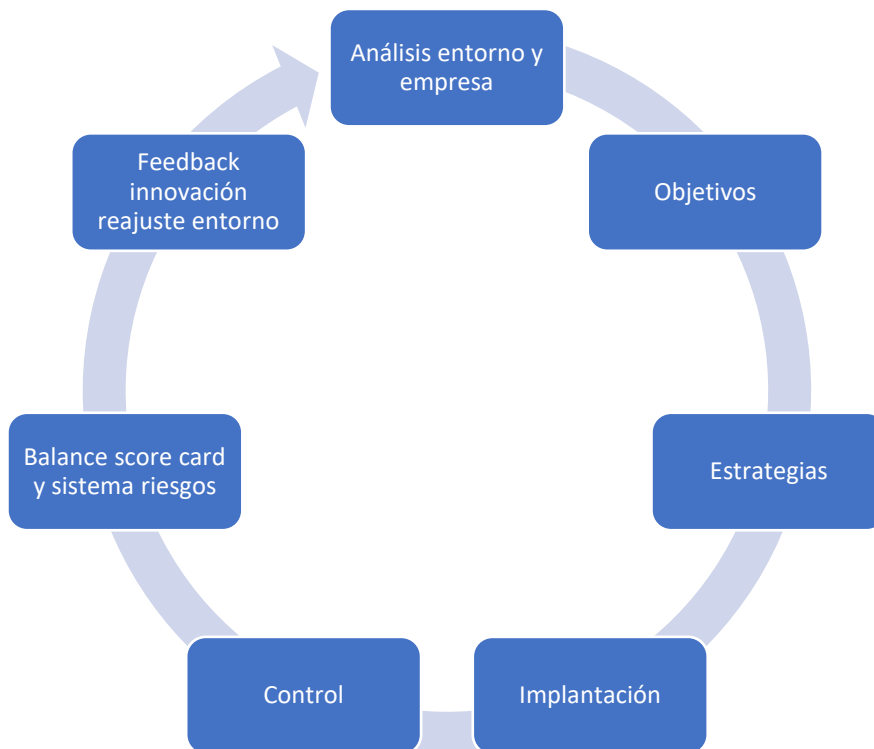 Análisis entorno y
empresa
Objetivos
Estrategias
Implantación
Control
Balance score card
y sistema riesgos
Feedback
innovación
reajuste entorno